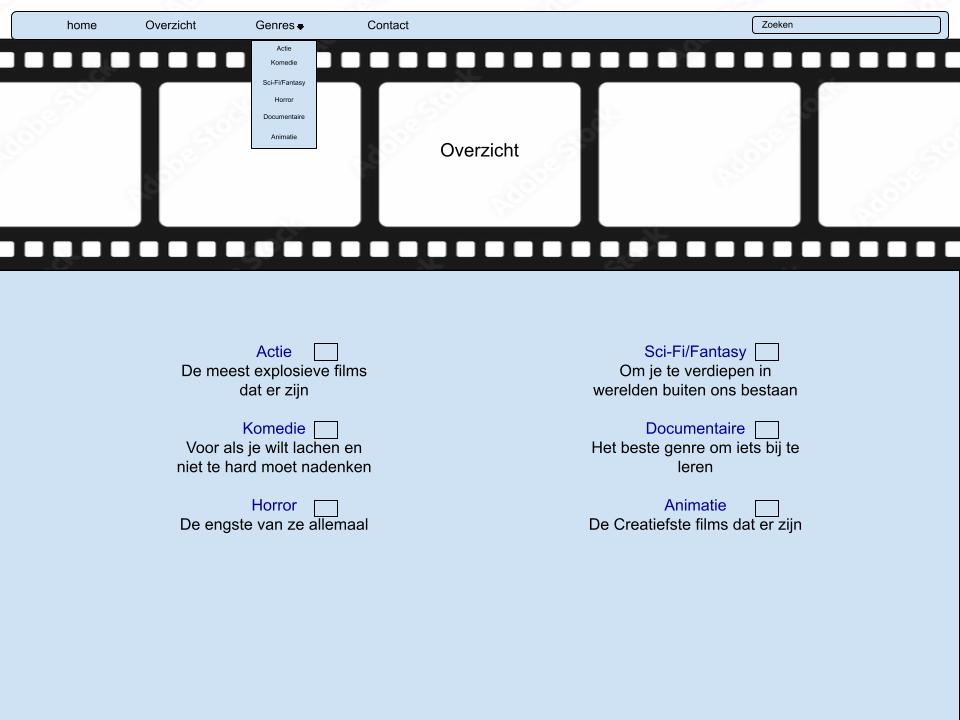 home
Overzicht
Genres
Contact
Zoeken
Actie
Komedie
Sci-Fi/Fantasy
Horror
Documentaire
Animatie
Overzicht
Actie
De meest explosieve films
dat er zijn
Komedie
Voor als je wilt lachen en
niet te hard moet nadenken
Horror
De engste van ze allemaal
Sci-Fi/Fantasy
Om je te verdiepen in
werelden buiten ons bestaan
Documentaire
Het beste genre om iets bij te
leren
Animatie
De Creatiefste films dat er zijn
Adobe Stock